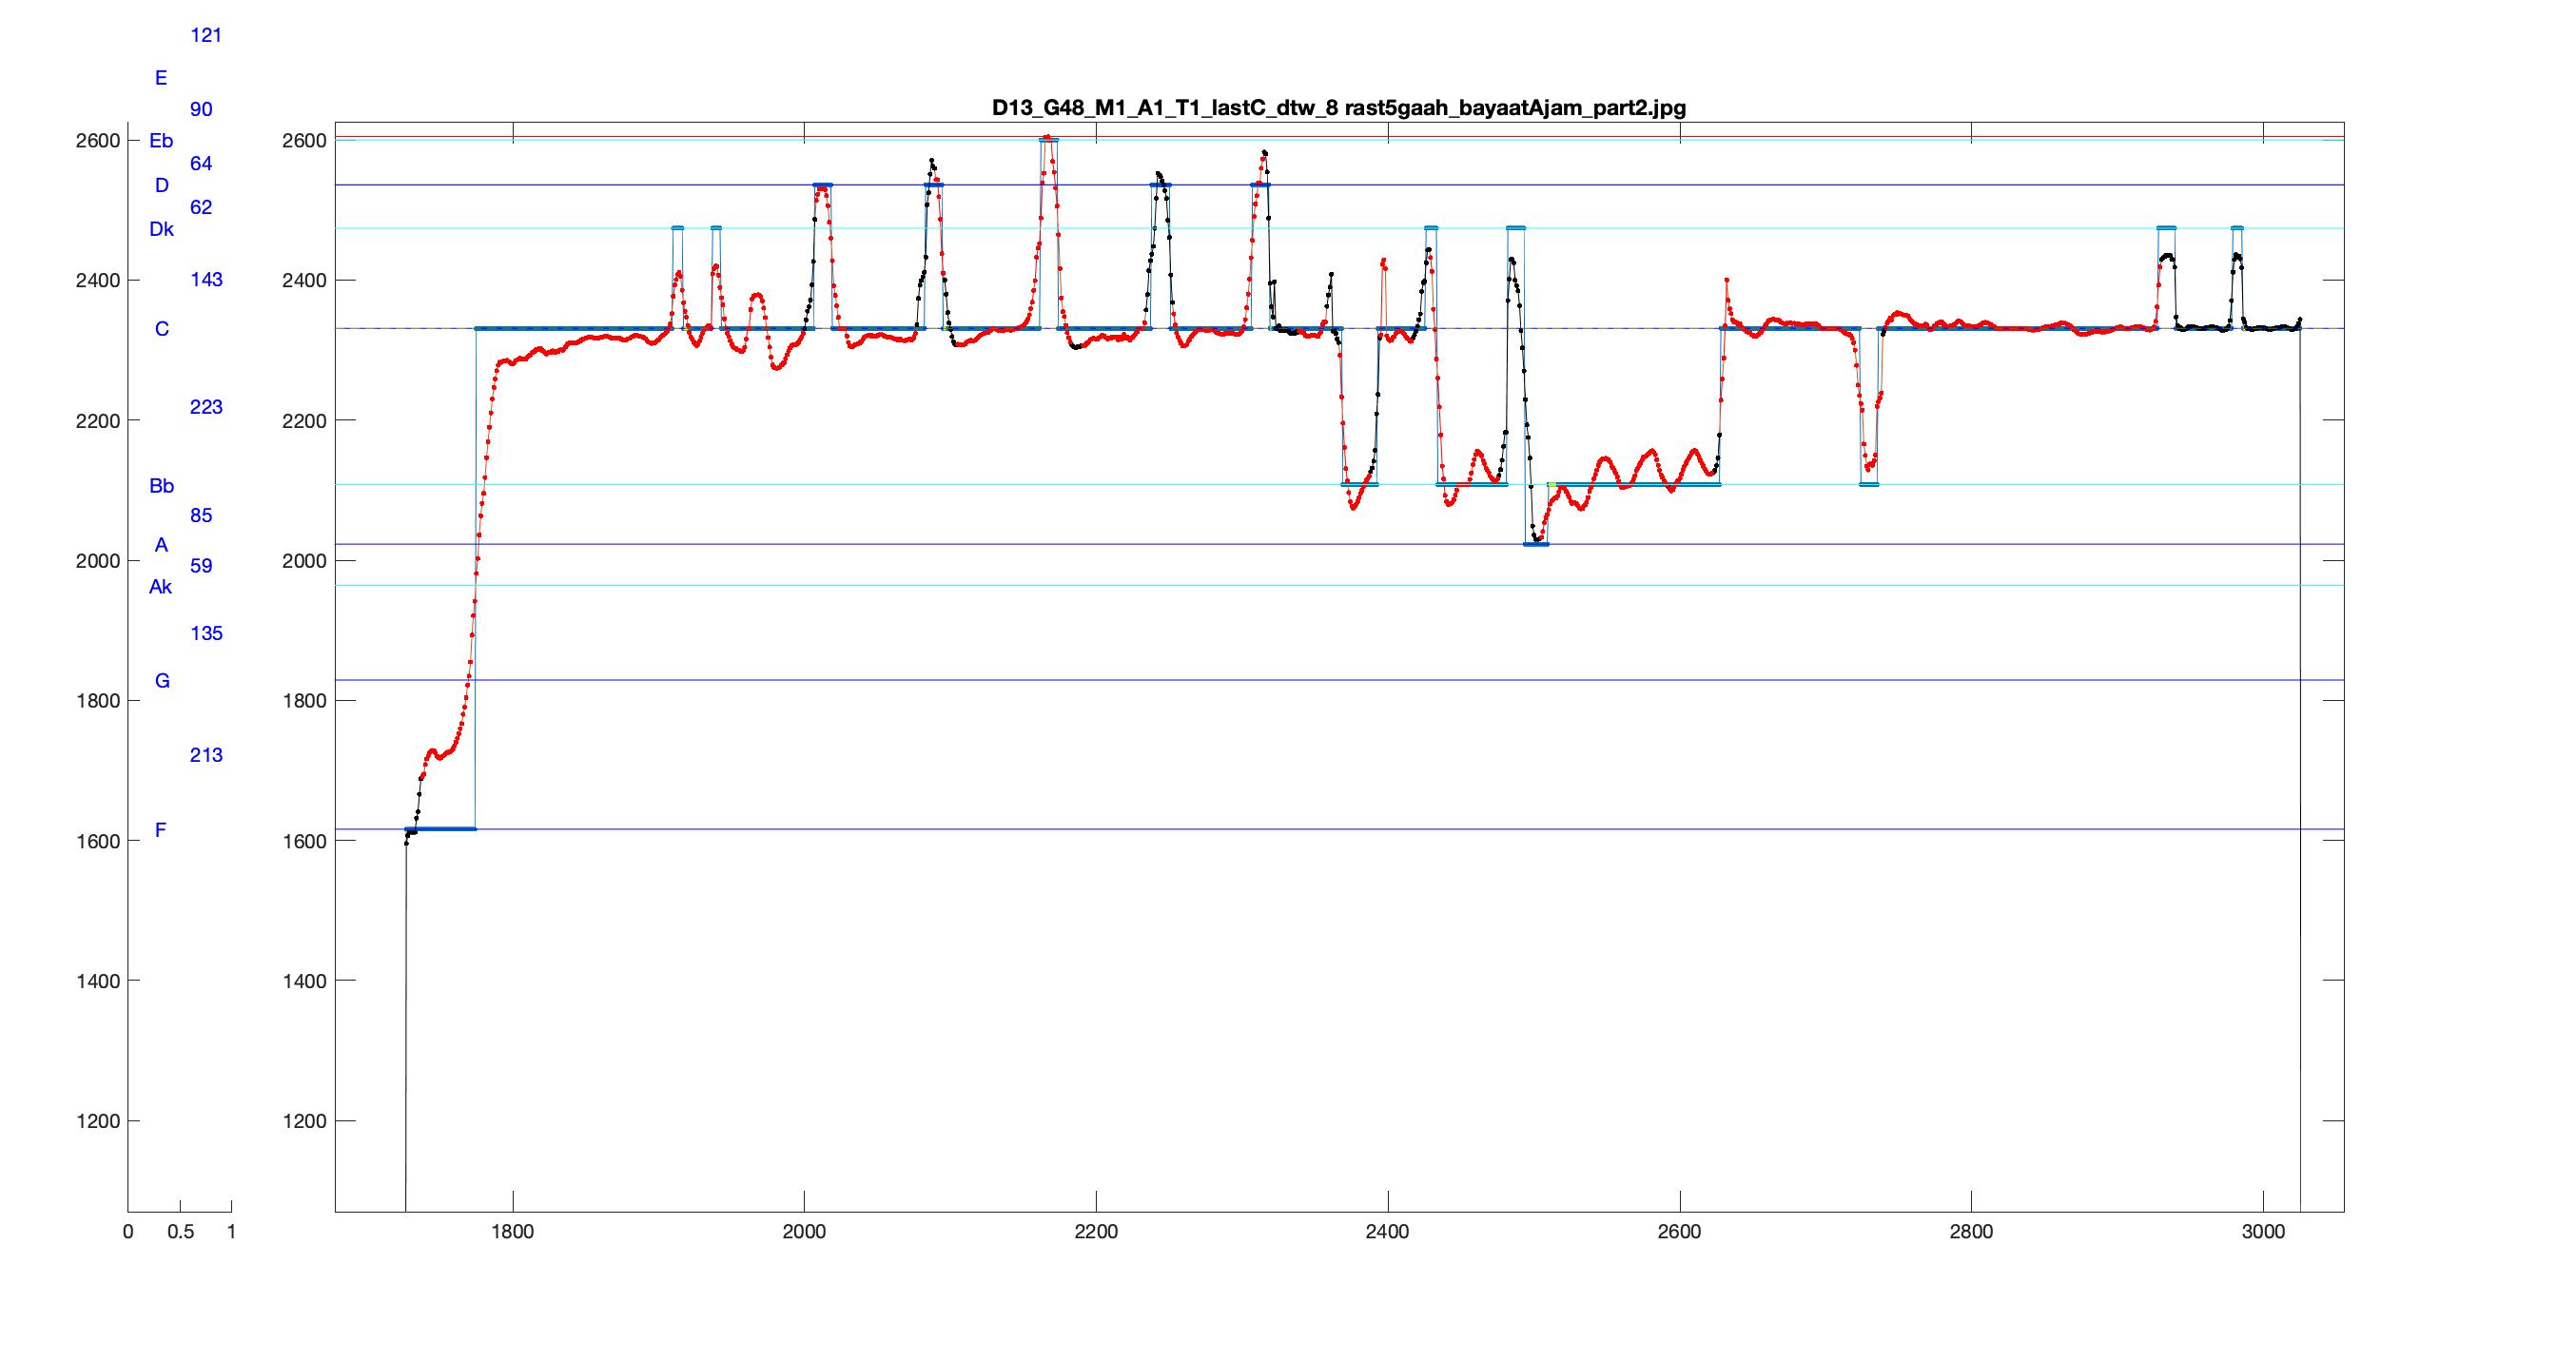 121
E
90
D13_G48_M1_A1_T1_lastC_dtw_8 rast5gaah_bayaatAjam_part2.jpg
2600 Eb 2600
64
D
62
Dk
2400 143 2400
C
223
2200 2200
Bb
85
A
2000 59 2000
Ak
135
G
1800 1800
213
F
1600 1600
1400 1400
1200 1200
0 0.5 1 1800 2000 2200 2400 2600 2800 3000